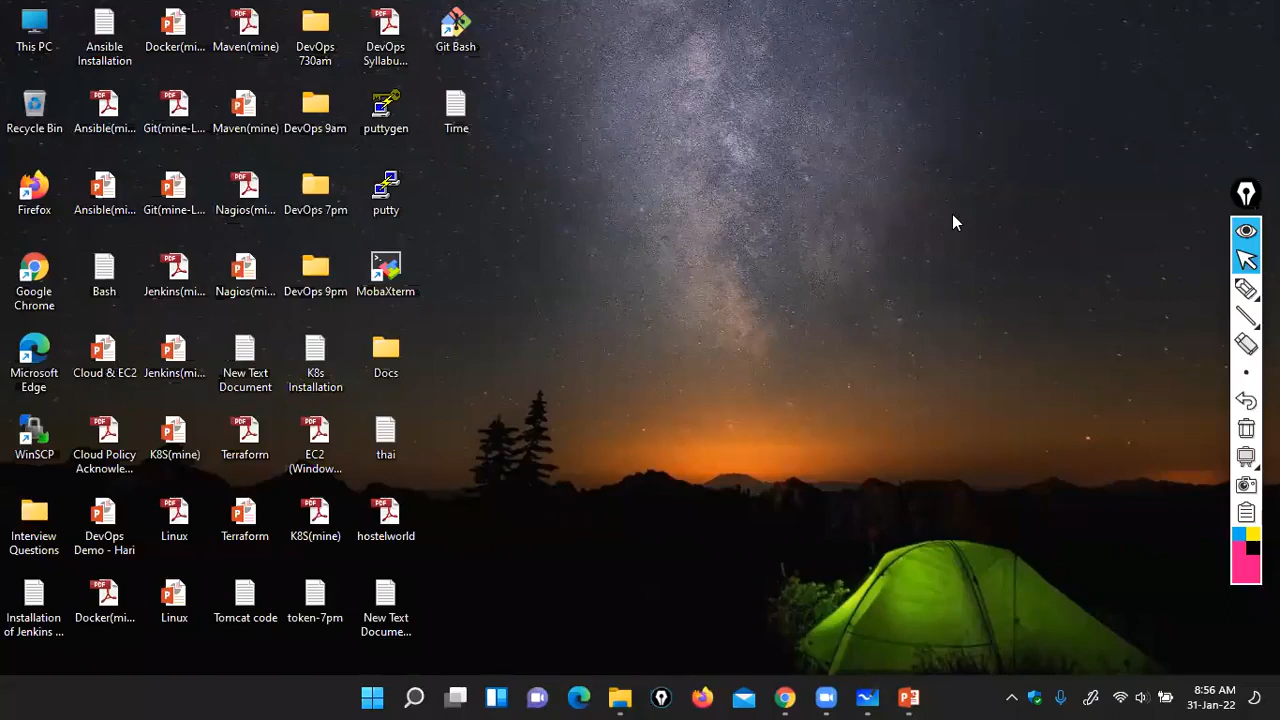 This PC
Ansible
Installation
Docker(mi...
Maven(mine)
DevOps
730am
DevOps
Syllabu...
Git Bash
Recycle Bin
Ansible(mi...
Git(mine-L...
Maven(mine)
DevOps 9am
puttygen
Time
Firefox
Ansible(mi...
Git(mine-L...
Nagios(mi...
DevOps 7pm
putty
Google
Chrome
Bash
Jenkins(mi...
Nagios(mi...
DevOps 9pm
MobaXterm
Microsoft
Edge
Cloud & EC2
Jenkins(mi...
New Text
Document
K8s
Installation
Docs
WinSCP
Cloud Policy
Acknowle...
K8S(mine)
Terraform
EC2
(Window...
thai
Interview
Questions
DevOps
Demo - Hari
Linux
Terraform
K8S(mine)
hostelworld
Installation
of Jenkins ...
Docker(mi...
Linux
Tomcat code
token-7pm
New Text
Docume...
8:56 AM
31-Jan-22